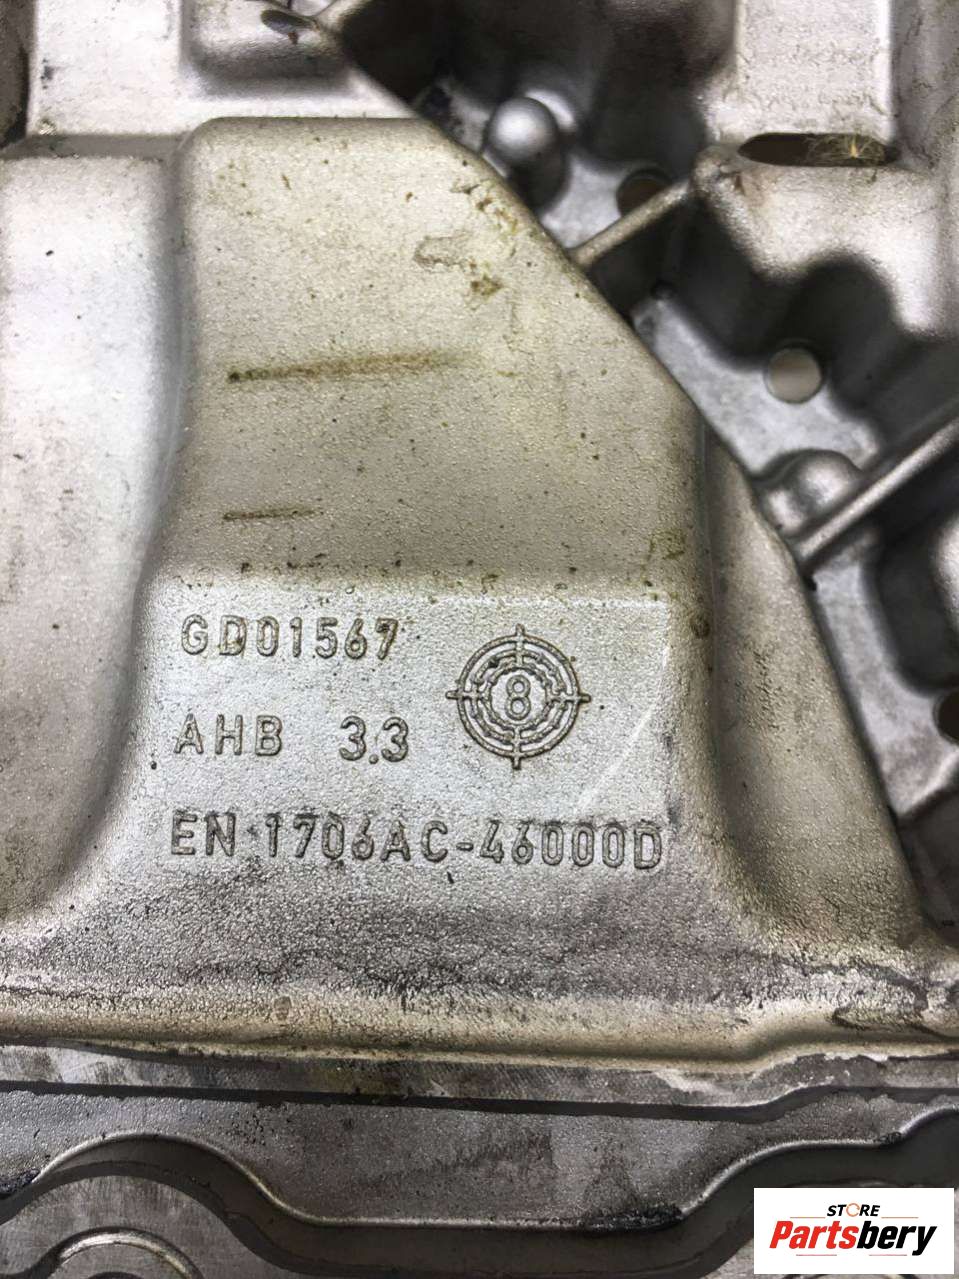 GD01567
8
AHB 3.3
EN 1706AC-46000D
STORE
Partsbery